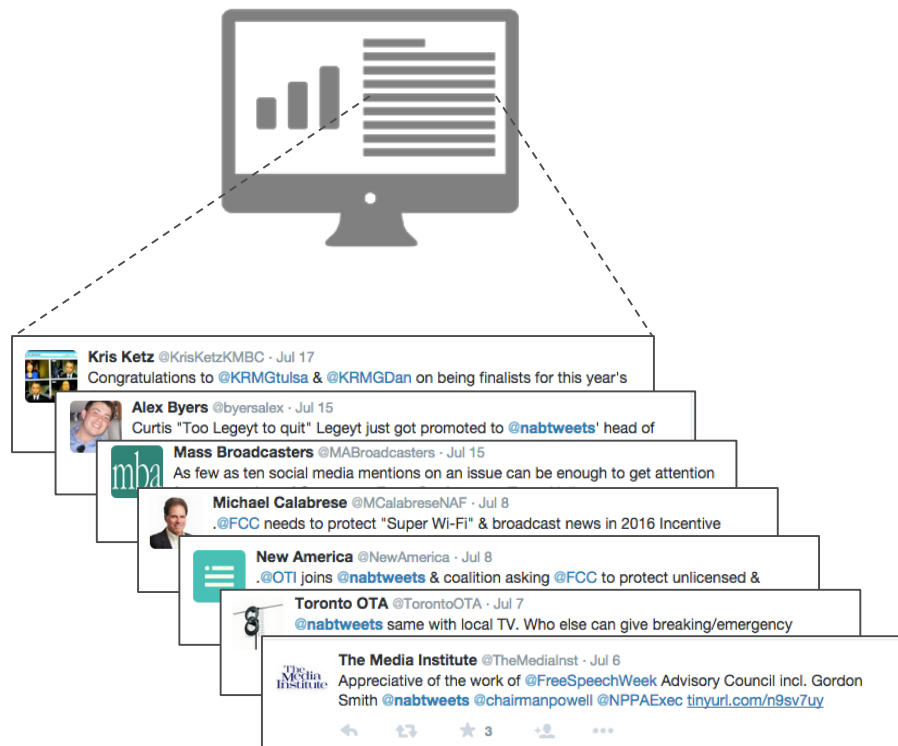 Kris Ketz @KrisKetzKMBC · Jul 17
Congratulations to @KRMGtulsa & @KRMGDan on being finalists for this year's
Alex Byers @byersalex · Jul 15
Curtis "Too Legeyt to quit" Legeyt just got promoted to @nabtweets' head of
mba
Mass Broadcasters @MABroadcasters · Jul 15
As few as ten social media mentions on an issue can be enough to get attention
Michael Calabrese @MCalabreseNAF · Jul 8
.@FCC needs to protect "Super Wi-Fi" & broadcast news in 2016 Incentive
New America @NewAmerica · Jul 8
.@OTI joins @nabtweets & coalition asking @FCC to protect unlicensed &
Toronto OTA @TorontoOTA · Jul 7
@nabtweets same with local TV. Who else can give breaking/emergency
The Media Institute
The Media Institute @TheMediaInst · Jul 6
Appreciative of the work of @FreeSpeechWeek Advisory Council incl. Gordon
Smith @nabtweets @chairmanpowell @NPPAExec tinyurl.com/n9sv7uy
3